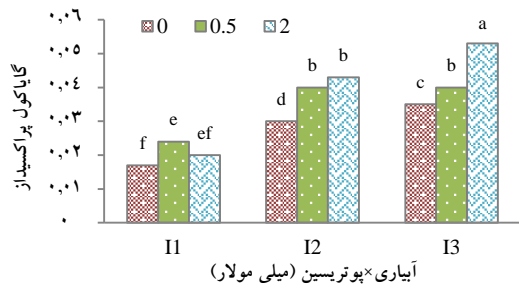 ۰,۰۶
۰,۰۵
۰,۰۴
۰,۰۳
۰,۰۲
۰,۰۱
۰
گایاکول پراکسیداز
0 0.5 2
f e ef
d b b
c b a
I1 I2 I3
آبیاری×پوتریسین (میلی مولار)